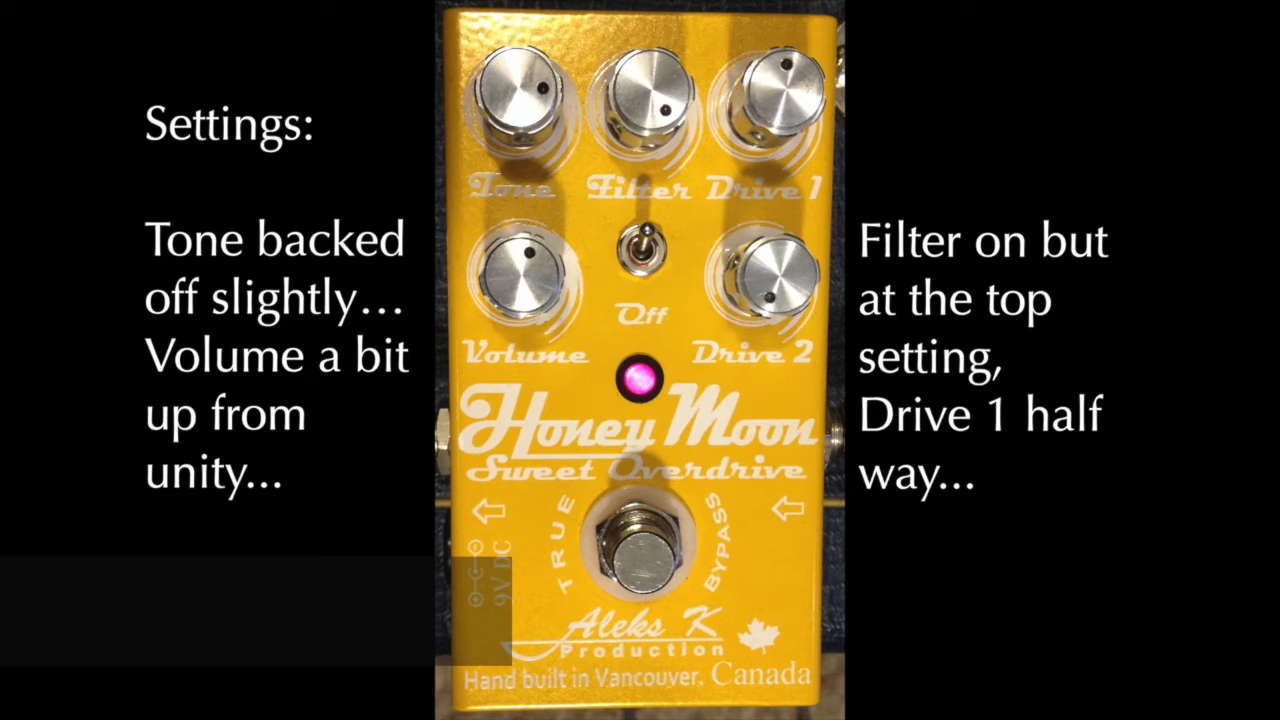 Settings:
Tone backed
off slightly...
Volume a bit
up from
unity...
Tone Filter Drive 1
Off
Volume Drive 2
Honey Moon
Sweet Overdrive
TRUE BYPASS
9V DC
Aleks K
Production
Hand built in Vancouver, Canada
Filter on but
at the top
setting,
Drive 1 half
way...